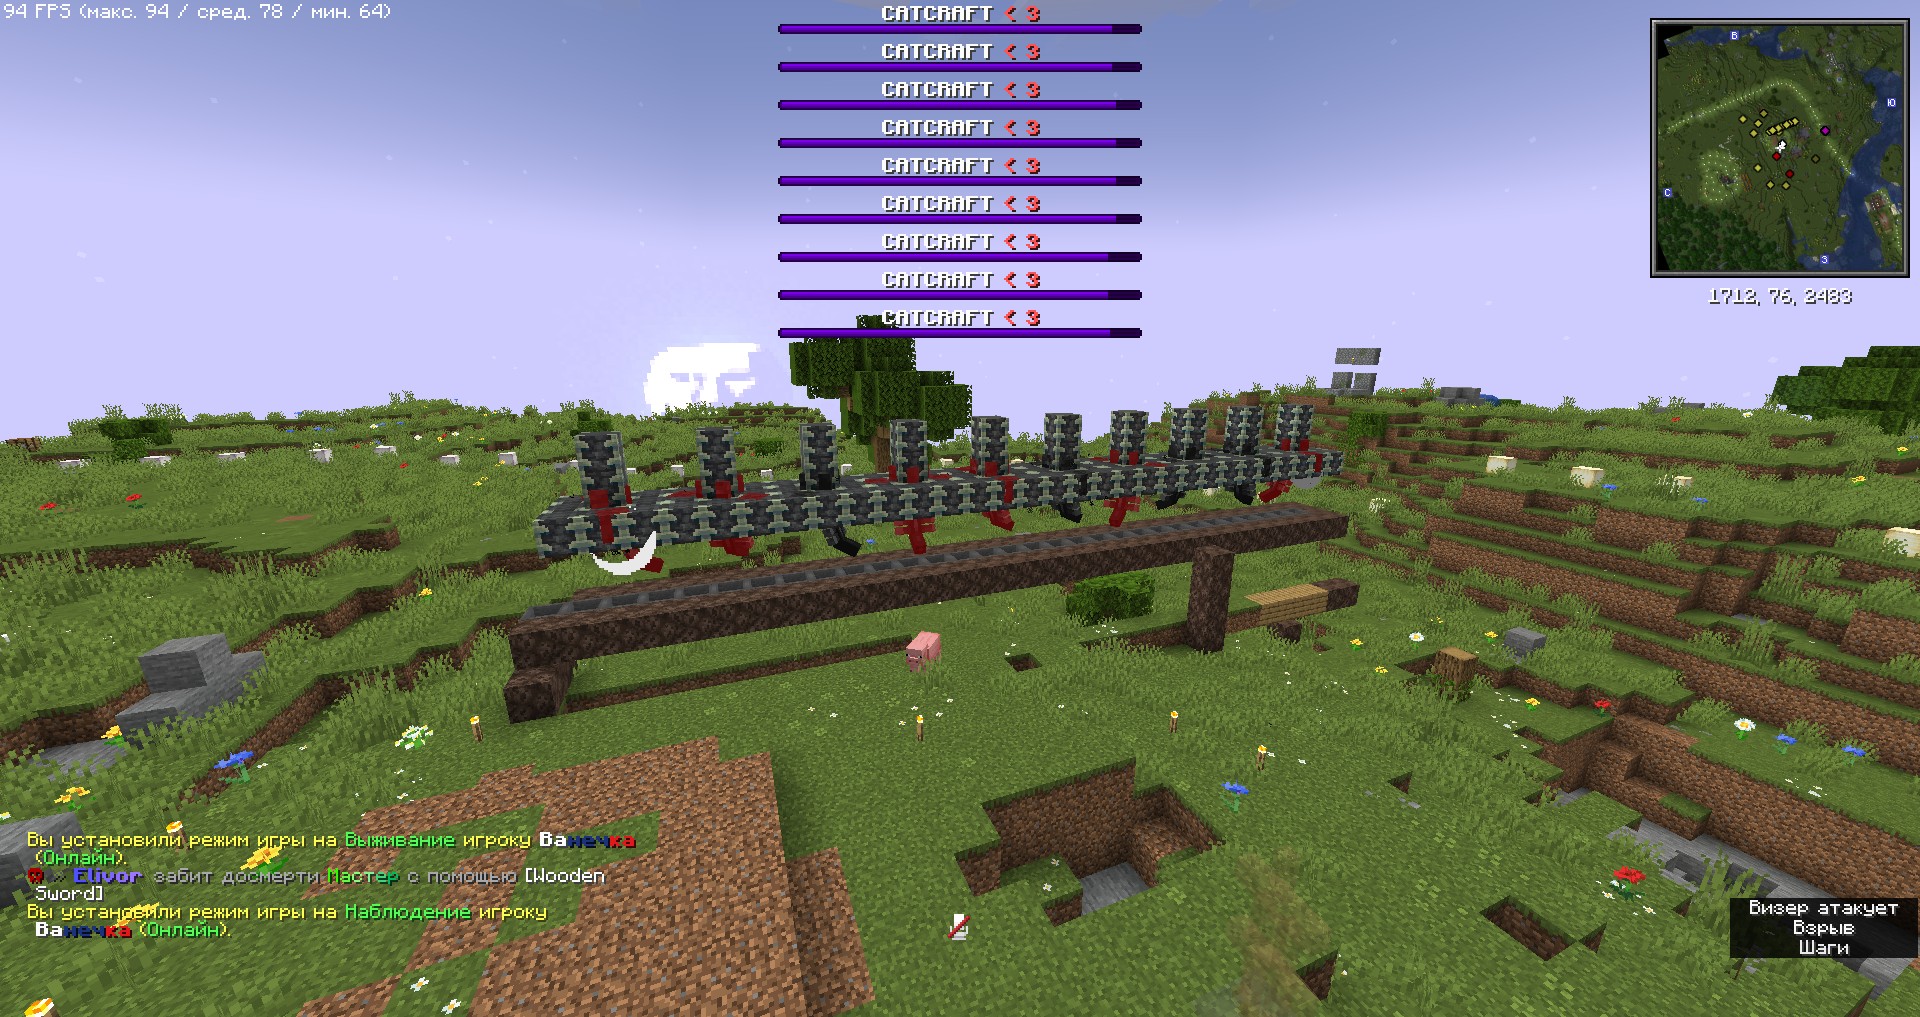 94 FPS (макс. 94 / сред. 78 / мин. 64)
CATCRAFT < 3
CATCRAFT < 3
CATCRAFT < 3
CATCRAFT < 3
CATCRAFT < 3
CATCRAFT < 3
CATCRAFT < 3
CATCRAFT < 3
CATCRAFT < 3
В
Ю
С
З
1712, 76, 2483
Вы установили режим игры на Выживание игроку Ванечка
(Онлайн).
Elivor забит досмерти Мастер с помощью [Wooden
Sword]
Вы установили режим игры на Наблюдение игроку
Ванечка (Онлайн).
Визер атакует
Взрыв
Шаги